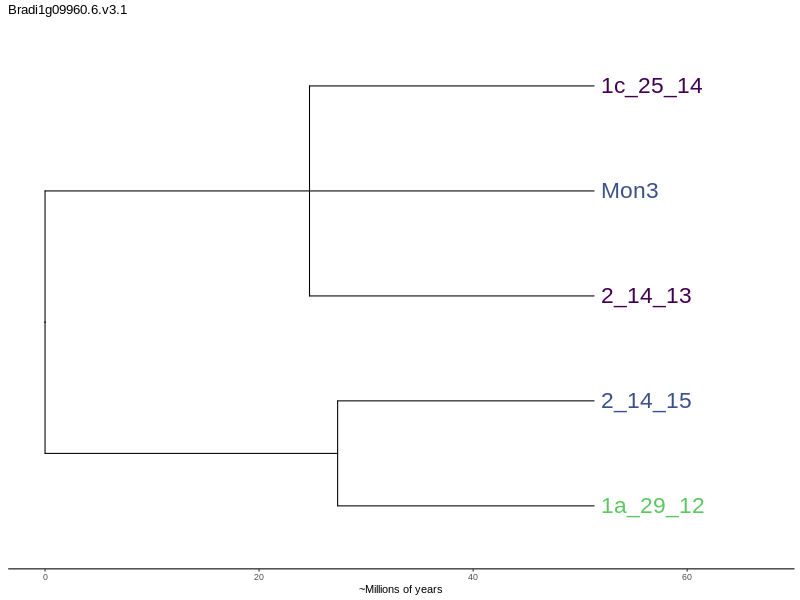 Bradi1g09960.6.v3.1
1c_25_14
Mon3
2_14_13
2_14_15
1a_29_12
0 20 40 60
~Millions of years